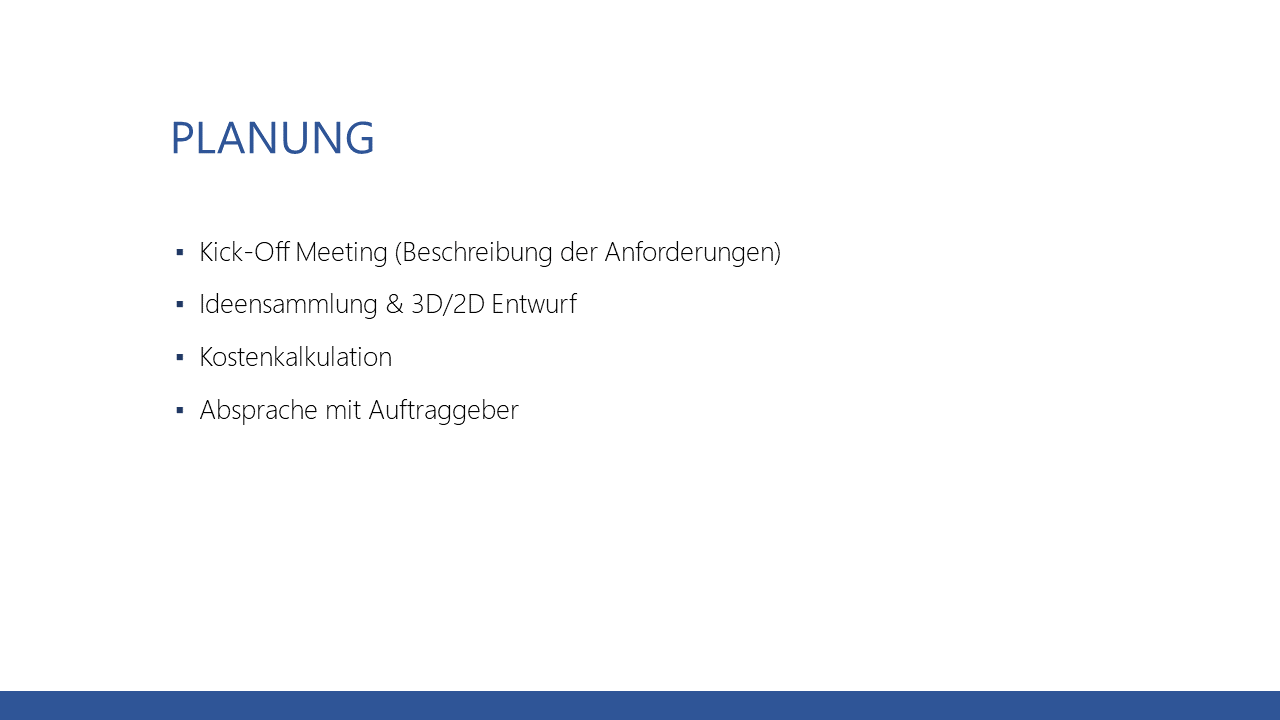 PLANUNG
▪ Kick-Off Meeting (Beschreibung der Anforderungen)
▪ Ideensammlung & 3D/2D Entwurf
▪ Kostenkalkulation
▪ Absprache mit Auftraggeber